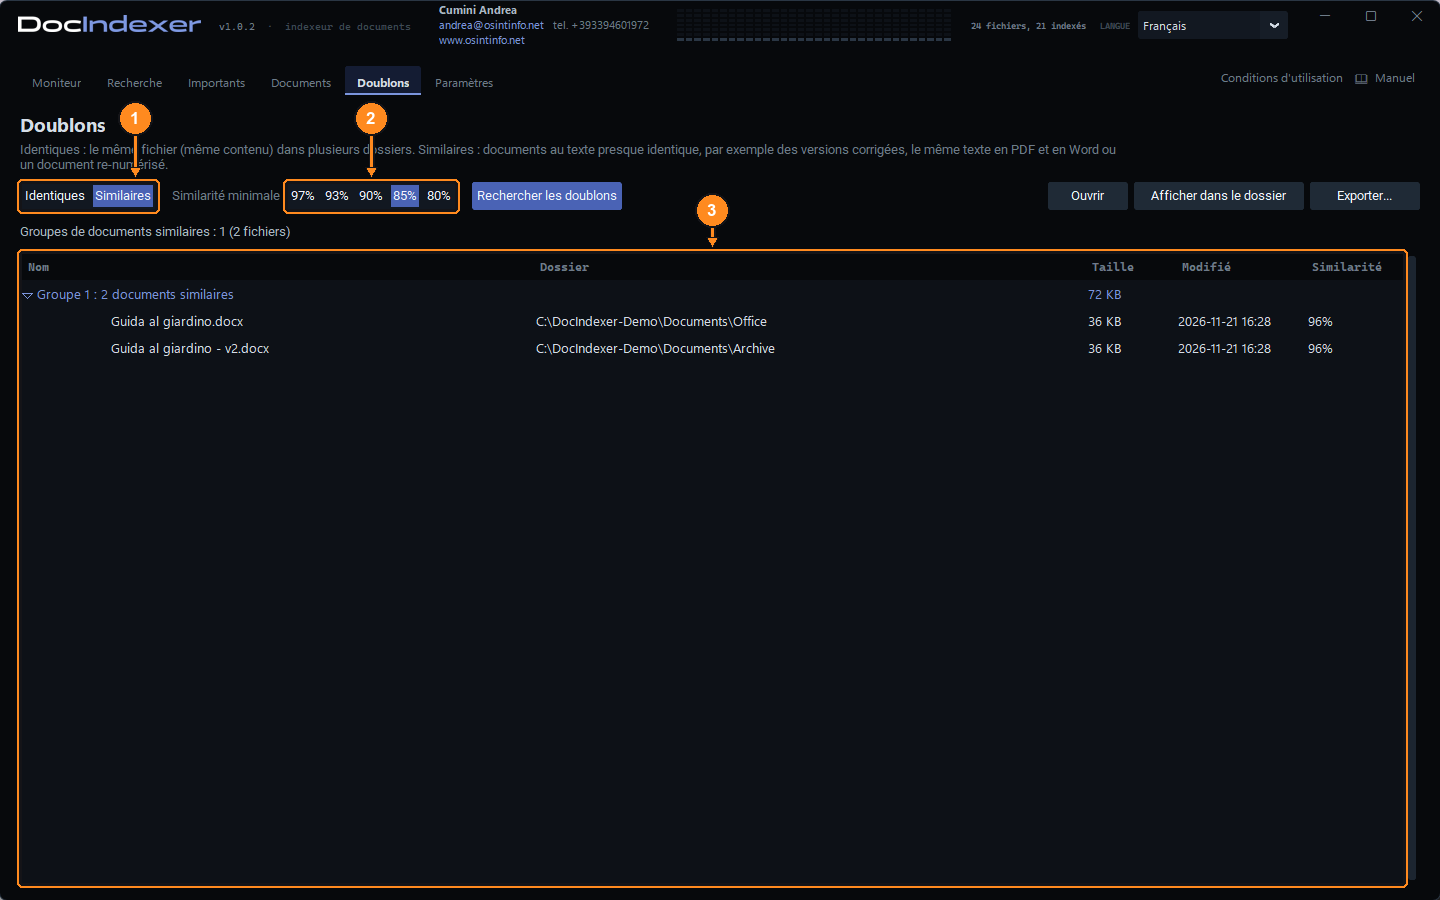 DocIndexer v1.0.2 · indexeur de documents
Cumini Andrea
andrea@osintinfo.net tel. +393394601972
www.osintinfo.net
24 fichiers, 21 indexés LANGUE Français
Moniteur Recherche Importants Documents Doublons Paramètres
Conditions d'utilisation Manuel
1 2
Doublons
Identiques : le même fichier (même contenu) dans plusieurs dossiers. Similaires : documents au texte presque identique, par exemple des versions corrigées, le même texte en PDF et en Word ou
un document re-numérisé.
Identiques Similaires Similarité minimale 97% 93% 90% 85% 80% Rechercher les doublons
Ouvrir Afficher dans le dossier Exporter...
3
Groupes de documents similaires : 1 (2 fichiers)
Nom Dossier Taille Modifié Similarité
Groupe 1 : 2 documents similaires 72 KB
Guida al giardino.docx C:\DocIndexer-Demo\Documents\Office 36 KB 2026-11-21 16:28 96%
Guida al giardino - v2.docx C:\DocIndexer-Demo\Documents\Archive 36 KB 2026-11-21 16:28 96%